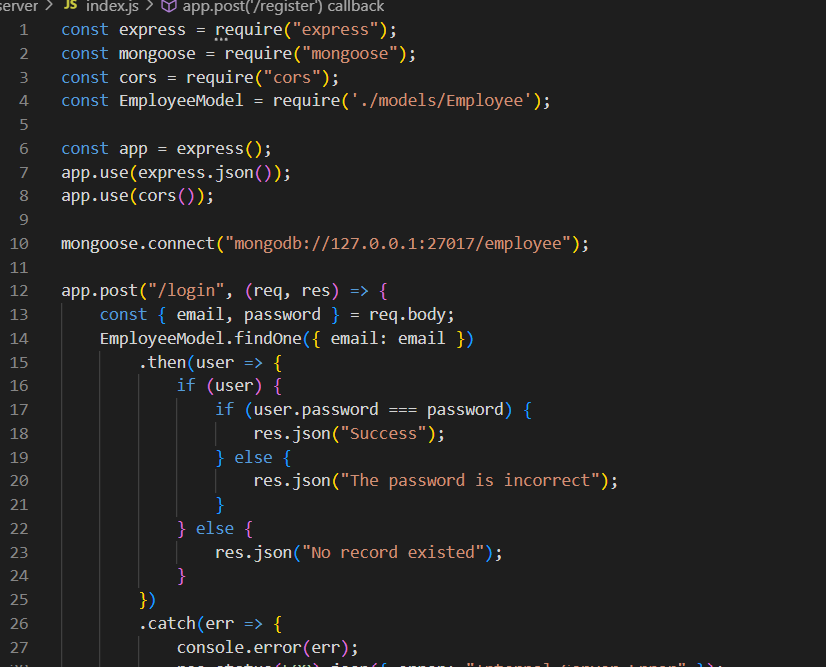 server > JS index.js > app.post('/register') callback
1 const express = require("express");
2 const mongoose = require("mongoose");
3 const cors = require("cors");
4 const EmployeeModel = require('./models/Employee');
5
6 const app = express();
7 app.use(express.json());
8 app.use(cors());
9
10 mongoose.connect("mongodb://127.0.0.1:27017/employee");
11
12 app.post("/login", (req, res) => {
13 const { email, password } = req.body;
14 EmployeeModel.findOne({ email: email })
15 .then(user => {
16 if (user) {
17 if (user.password === password) {
18 res.json("Success");
19 } else {
20 res.json("The password is incorrect");
21 }
22 } else {
23 res.json("No record existed");
24 }
25 })
26 .catch(err => {
27 console.error(err);